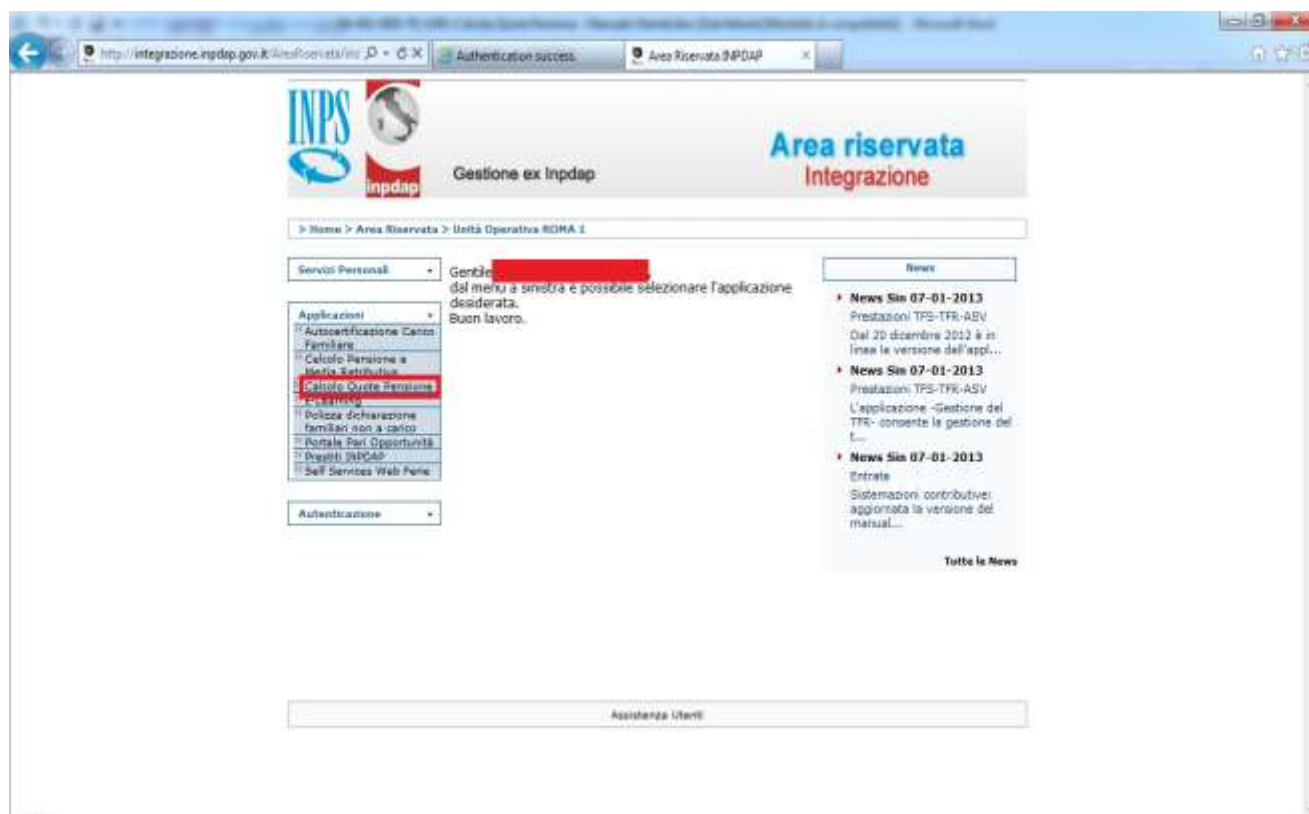 http://integrazione.inpdap.gov.it/AreaRiservata/
Authentication success.
Area Riservata INPDAP
INPS
inpdap
Gestione ex Inpdap
Area riservata
Integrazione
> Home > Area Riservata > Unità Operativa ROMA 1
Servizi Personali
Applicazioni
Autocertificazione Carico
Familiare
Calcolo Pensione a
Media Retributiva
Calcolo Quote Pensione
E-Learning
Polizza dichiarazione
familiari non a carico
Portale Pari Opportunità
Prestiti INPDAP
Self Services Web Ferie
Autenticazione
Gentile
dal menu a sinistra è possibile selezionare l'applicazione
desiderata.
Buon lavoro.
News
News Sin 07-01-2013
Prestazioni TFS-TFR-ASV
Dal 20 dicembre 2012 è in
linea la versione dell'appl...
News Sin 07-01-2013
Prestazioni TFS-TFR-ASV
L'applicazione -Gestione del
TFR- consente la gestione del
t...
News Sin 07-01-2013
Entrate
Sistemazioni contributive:
aggiornata la versione del
manual...
Tutte le News
Assistenza Utenti